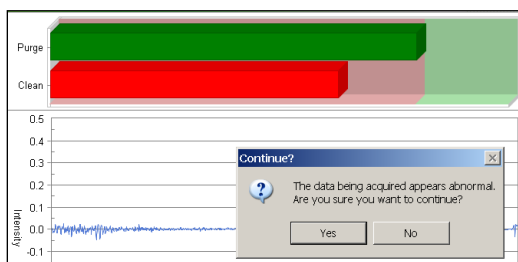 Purge
Clean
0.5
0.4
0.3
0.2
0.1
0.0
-0.1
Intensity
Continue?
The data being acquired appears abnormal.
Are you sure you want to continue?
Yes
No